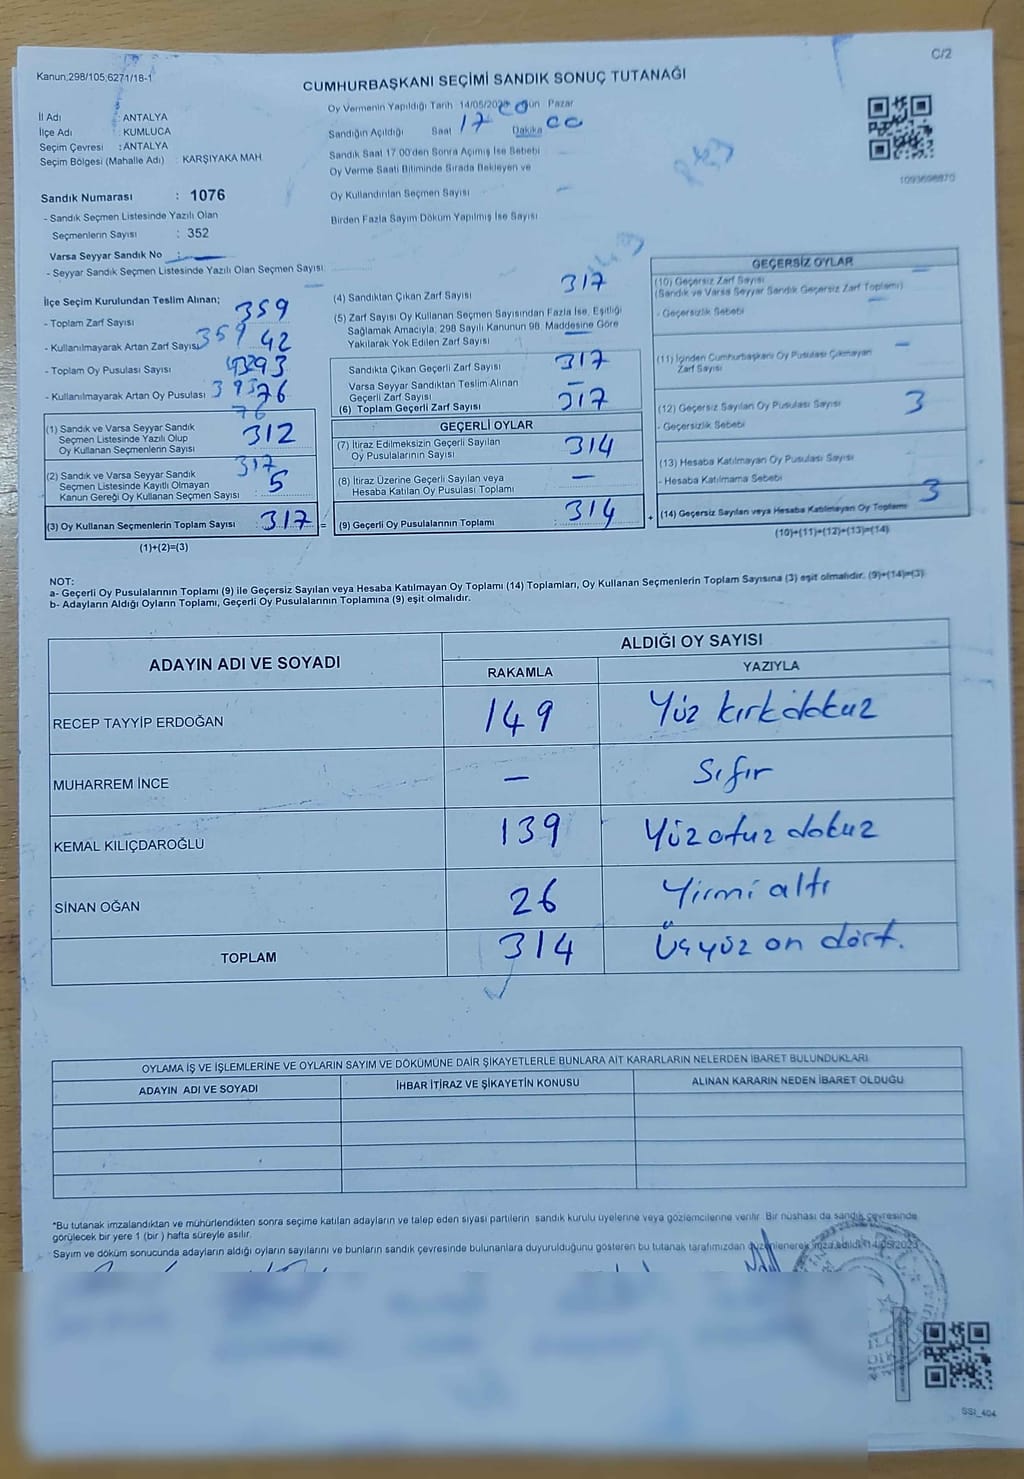 C/2
Kanun;298/105,6271/18-1
CUMHURBAŞKANI SEÇİMİ SANDIK SONUÇ TUTANAĞI
İl Adı : ANTALYA
İlçe Adı : KUMLUCA
Seçim Çevresi : ANTALYA
Seçim Bölgesi (Mahalle Adı) : KARŞIYAKA MAH.
Oy Vermenin Yapıldığı Tarih 14/05/2023 Gün Pazar
Sandığın Açıldığı Saat 17 Dakika 00
Sandık Saat 17:00'den Sonra Açılmış İse Sebebi
Oy Verme Saati Bitiminde Sırada Bekleyen ve
Oy Kullandırılan Seçmen Sayısı -
Birden Fazla Sayım Döküm Yapılmış İse Sayısı
1093698870
Sandık Numarası : 1076
- Sandık Seçmen Listesinde Yazılı Olan
Seçmenlerin Sayısı : 352
Varsa Seyyar Sandık No : -
- Seyyar Sandık Seçmen Listesinde Yazılı Olan Seçmen Sayısı -
İlçe Seçim Kurulundan Teslim Alınan;
- Toplam Zarf Sayısı 359
- Kullanılmayarak Artan Zarf Sayısı 359 42
- Toplam Oy Pusulası Sayısı 393
- Kullanılmayarak Artan Oy Pusulası 393 76
76
(1) Sandık ve Varsa Seyyar Sandık
Seçmen Listesinde Yazılı Olup
Oy Kullanan Seçmenlerin Sayısı 312
317
(2) Sandık ve Varsa Seyyar Sandık
Seçmen Listesinde Kayıtlı Olmayan
Kanun Gereği Oy Kullanan Seçmen Sayısı : 5
(3) Oy Kullanan Seçmenlerin Toplam Sayısı : 317 =
(1)+(2)=(3)
(4) Sandıktan Çıkan Zarf Sayısı 317
(5) Zarf Sayısı Oy Kullanan Seçmen Sayısından Fazla İse, Eşitliği
Sağlamak Amacıyla, 298 Sayılı Kanunun 98. Maddesine Göre
Yakılarak Yok Edilen Zarf Sayısı -
Sandıkta Çıkan Geçerli Zarf Sayısı 317
Varsa Seyyar Sandıktan Teslim Alınan
Geçerli Zarf Sayısı -
(6) Toplam Geçerli Zarf Sayısı 317
GEÇERLİ OYLAR
(7) İtiraz Edilmeksizin Geçerli Sayılan
Oy Pusulalarının Sayısı : 314
(8) İtiraz Üzerine Geçerli Sayılan veya
Hesaba Katılan Oy Pusulası Toplamı : -
(9) Geçerli Oy Pusulalarının Toplamı : 314 +
GEÇERSİZ OYLAR
(10) Geçersiz Zarf Sayısı
(Sandık ve Varsa Seyyar Sandık Geçersiz Zarf Toplamı) -
- Geçersizlik Sebebi
(11) İçinden Cumhurbaşkanı Oy Pusulası Çıkmayan
Zarf Sayısı -
(12) Geçersiz Sayılan Oy Pusulası Sayısı 3
- Geçersizlik Sebebi
(13) Hesaba Katılmayan Oy Pusulası Sayısı
- Hesaba Katılmama Sebebi
(14) Geçersiz Sayılan veya Hesaba Katılmayan Oy Toplamı 3
(10)+(11)+(12)+(13)=(14)
NOT:
a- Geçerli Oy Pusulalarının Toplamı (9) ile Geçersiz Sayılan veya Hesaba Katılmayan Oy Toplamı (14) Toplamları, Oy Kullanan Seçmenlerin Toplam Sayısına (3) eşit olmalıdır. (9)+(14)=(3)
b- Adayların Aldığı Oyların Toplamı, Geçerli Oy Pusulalarının Toplamına (9) eşit olmalıdır.
ADAYIN ADI VE SOYADI ALDIĞI OY SAYISI
RAKAMLA YAZIYLA
RECEP TAYYİP ERDOĞAN 149 Yüz kırk dokuz
MUHARREM İNCE - Sıfır
KEMAL KILIÇDAROĞLU 139 Yüz otuz dokuz
SİNAN OĞAN 26 Yirmi altı
TOPLAM 314 Üçyüz on dört.
OYLAMA İŞ VE İŞLEMLERİNE VE OYLARIN SAYIM VE DÖKÜMÜNE DAİR ŞİKAYETLERLE BUNLARA AİT KARARLARIN NELERDEN İBARET BULUNDUKLARI
ADAYIN ADI VE SOYADI İHBAR İTİRAZ VE ŞİKAYETİN KONUSU ALINAN KARARIN NEDEN İBARET OLDUĞU
*Bu tutanak imzalandıktan ve mühürlendikten sonra seçime katılan adayların ve talep eden siyasi partilerin sandık kurulu üyelerine veya gözlemcilerine verilir. Bir nüshası da sandık çevresinde
görülecek bir yere 1 (bir ) hafta süreyle asılır.
Sayım ve döküm sonucunda adayların aldığı oyların sayılarını ve bunların sandık çevresinde bulunanlara duyurulduğunu gösteren bu tutanak tarafımızdan düzenlenerek imza edildi. 14/05/2023
SSI_404